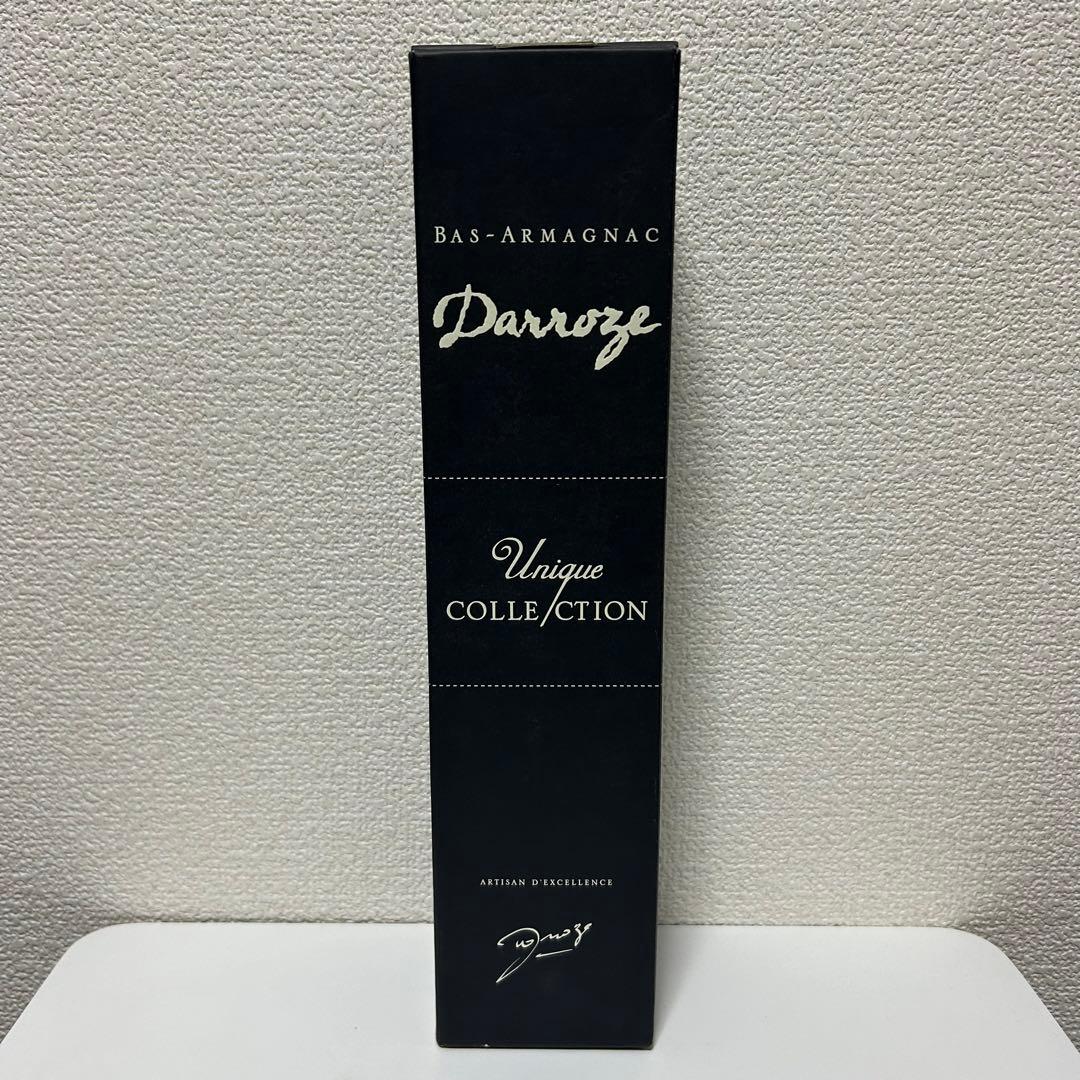 BAS-ARMAGNAC
Darroze
Unique
COLLECTION
ARTISAN D'EXCELLENCE